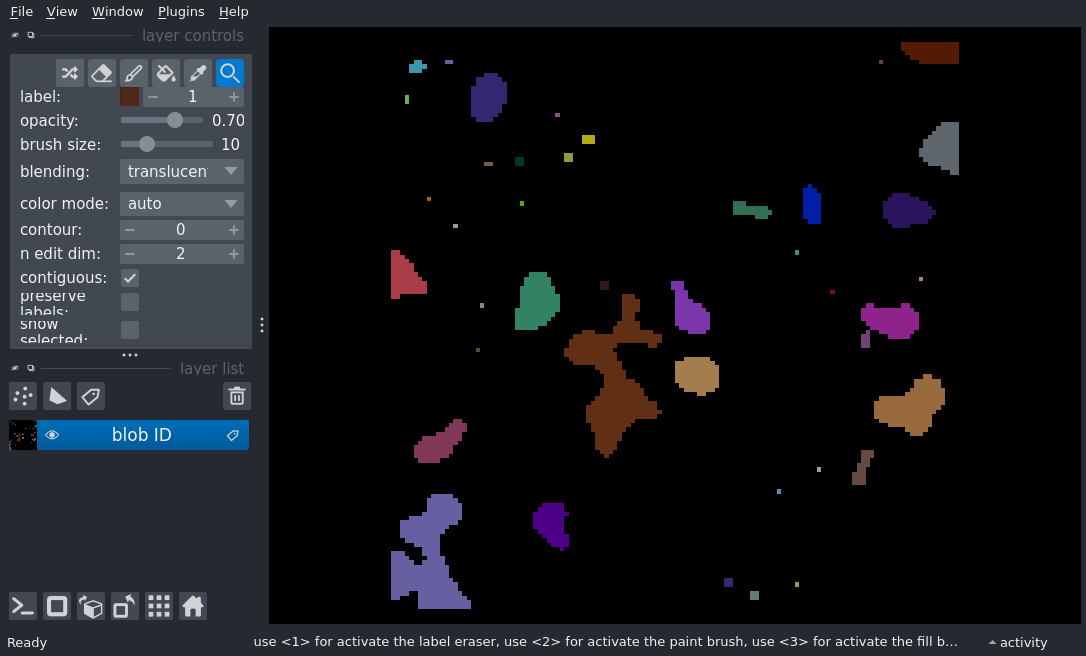 File View Window Plugins Help
layer controls
label: 1
opacity: 0.70
brush size: 10
blending: translucen
color mode: auto
contour: 0
n edit dim: 2
contiguous:
preserve
labels:
show
selected:
layer list
blob ID
Ready use <1> for activate the label eraser, use <2> for activate the paint brush, use <3> for activate the fill b... activity